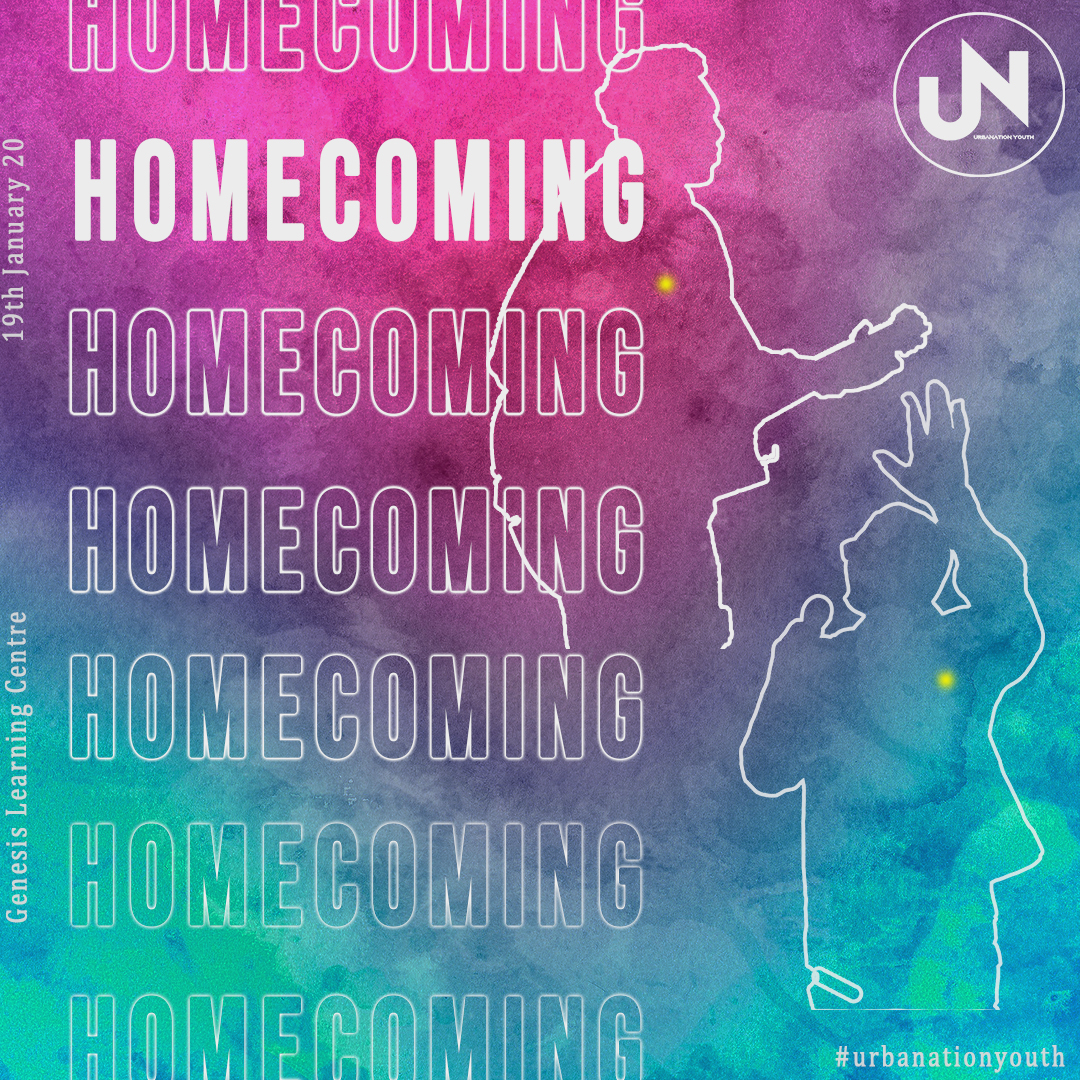 HOMECOMING
UN
URBANATION YOUTH
HOMECOMING
HOMECOMING
HOMECOMING
HOMECOMING
HOMECOMING
HOMECOMING
19th January 20
Genesis Learning Centre
#urbanationyouth